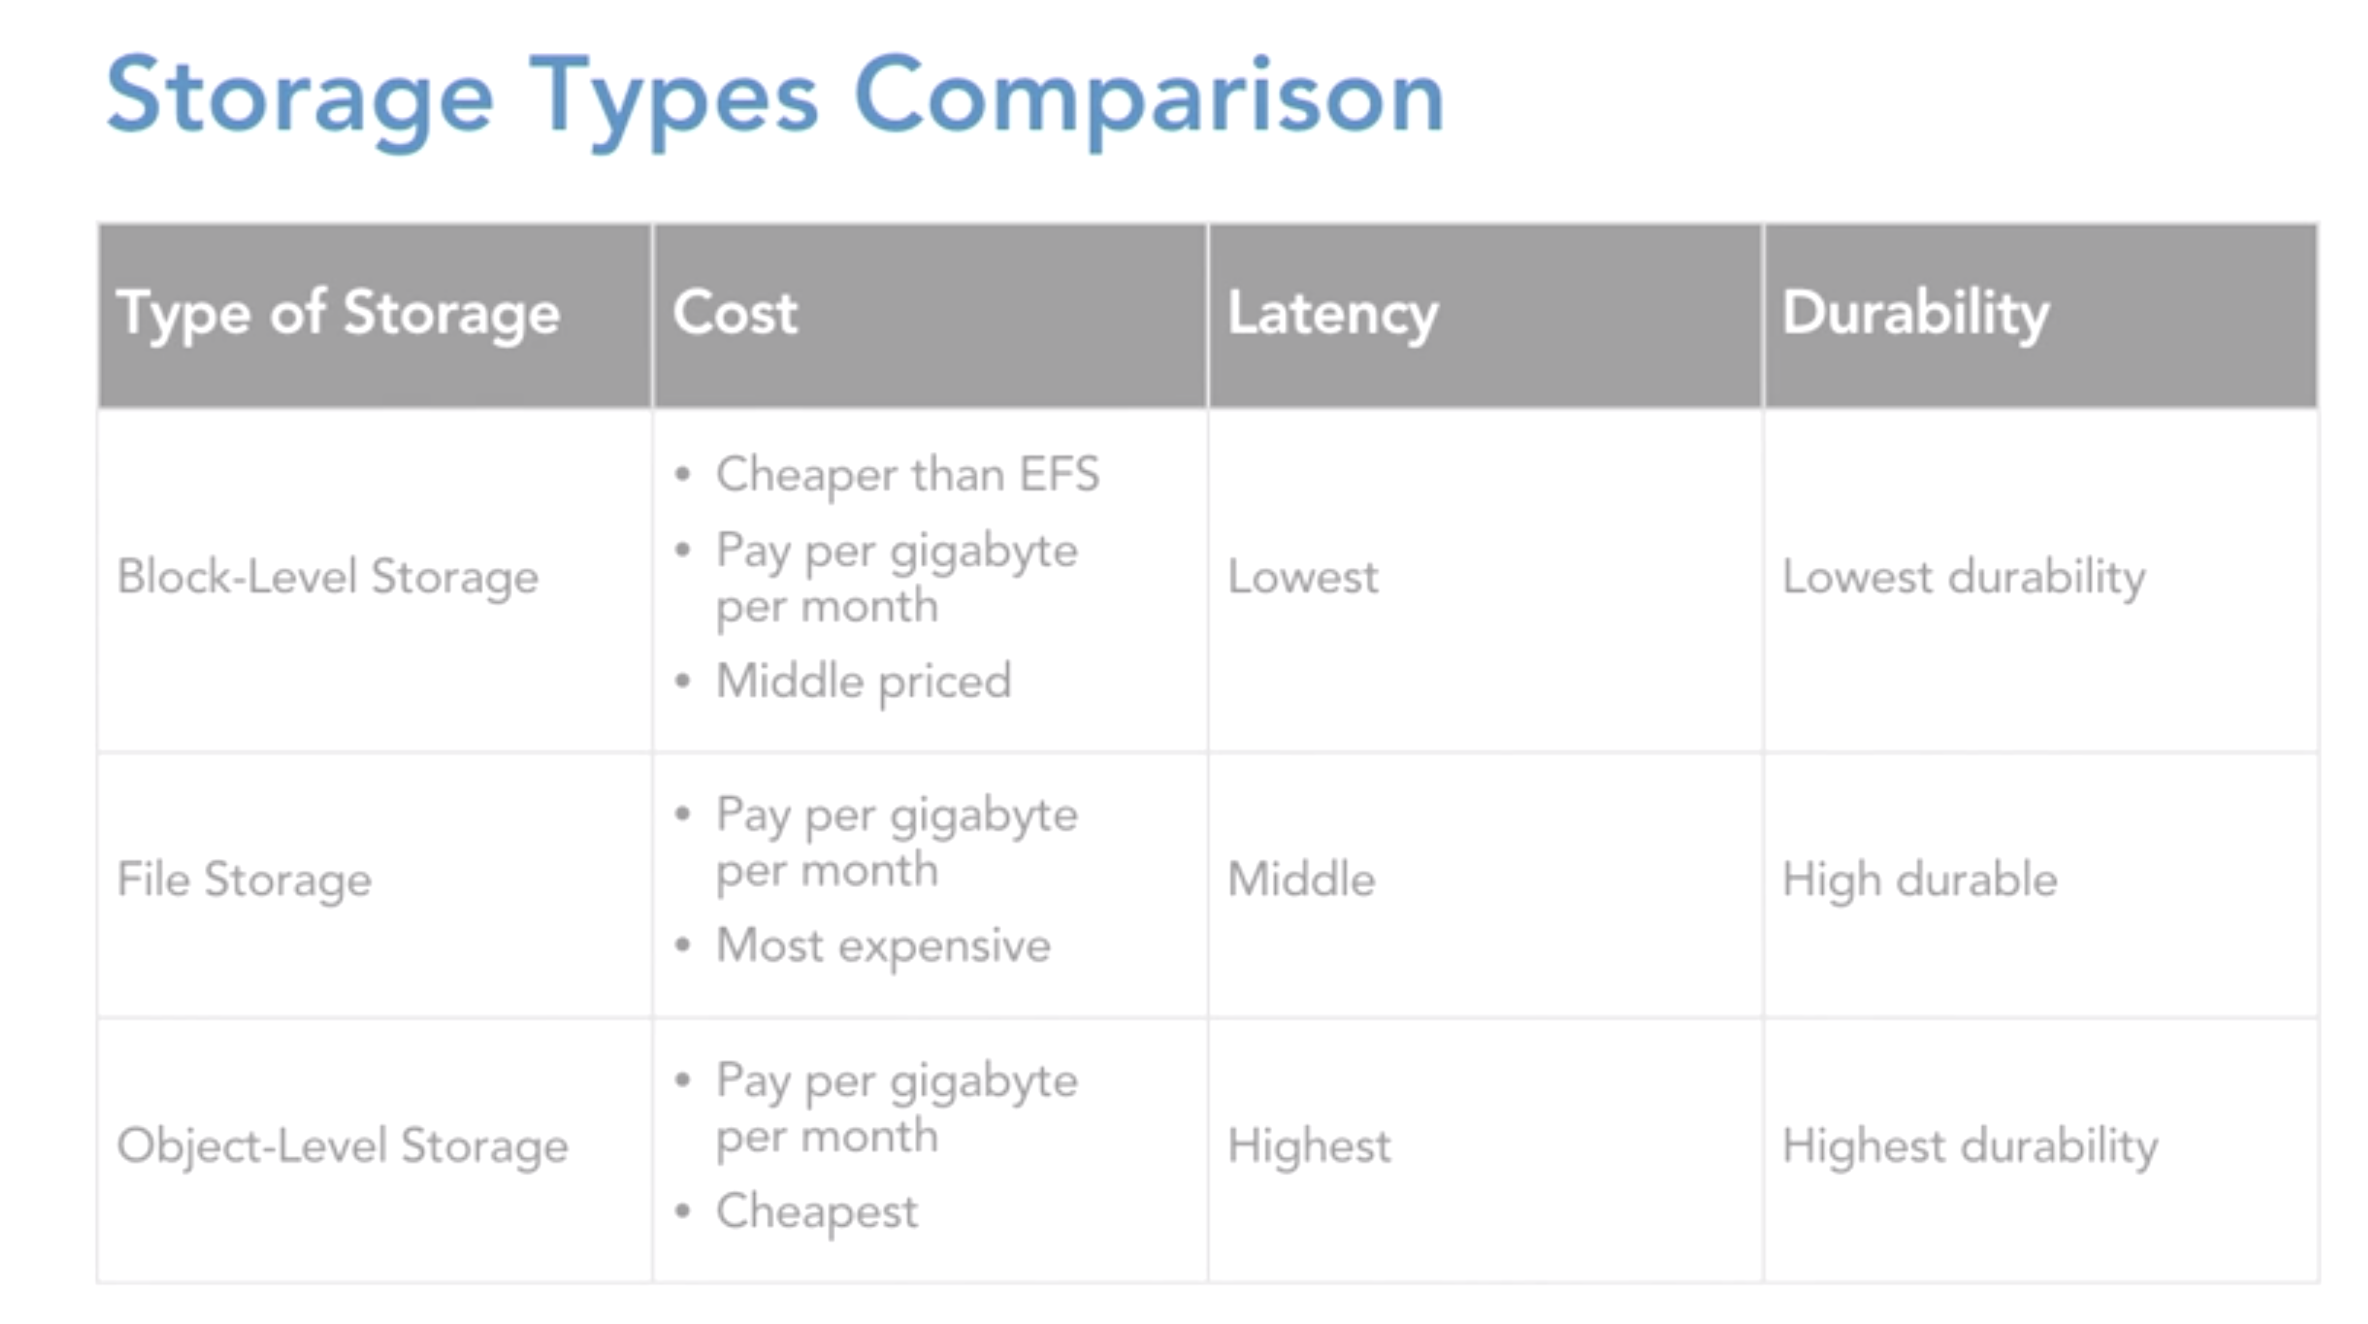 Storage Types Comparison
Type of Storage
Cost
Latency
Durability
Block-Level Storage
• Cheaper than EFS
• Pay per gigabyte
per month
• Middle priced
Lowest
Lowest durability
File Storage
• Pay per gigabyte
per month
• Most expensive
Middle
High durable
Object-Level Storage
• Pay per gigabyte
per month
• Cheapest
Highest
Highest durability